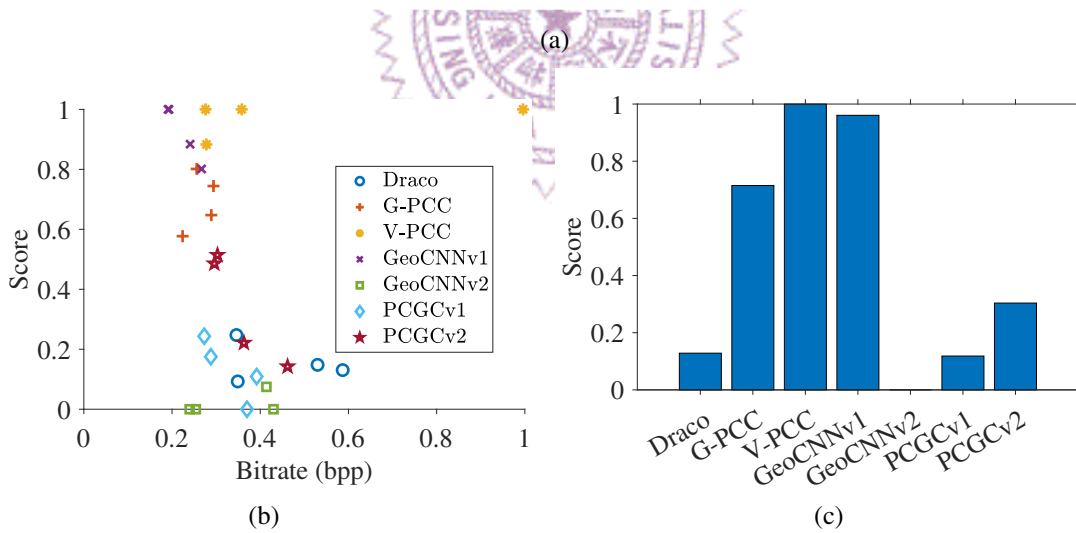 (a)
SING
SIT
1
0.8
0.6
0.4
0.2
0
Score
0
0.2
0.4
0.6
0.8
1
Bitrate (bpp)
Draco
G-PCC
V-PCC
GeoCNNv1
GeoCNNv2
PCGCv1
PCGCv2
(b)
1
0.8
0.6
0.4
0.2
0
Score
Draco
G-PCC
V-PCC
GeoCNNv1
GeoCNNv2
PCGCv1
PCGCv2
(c)